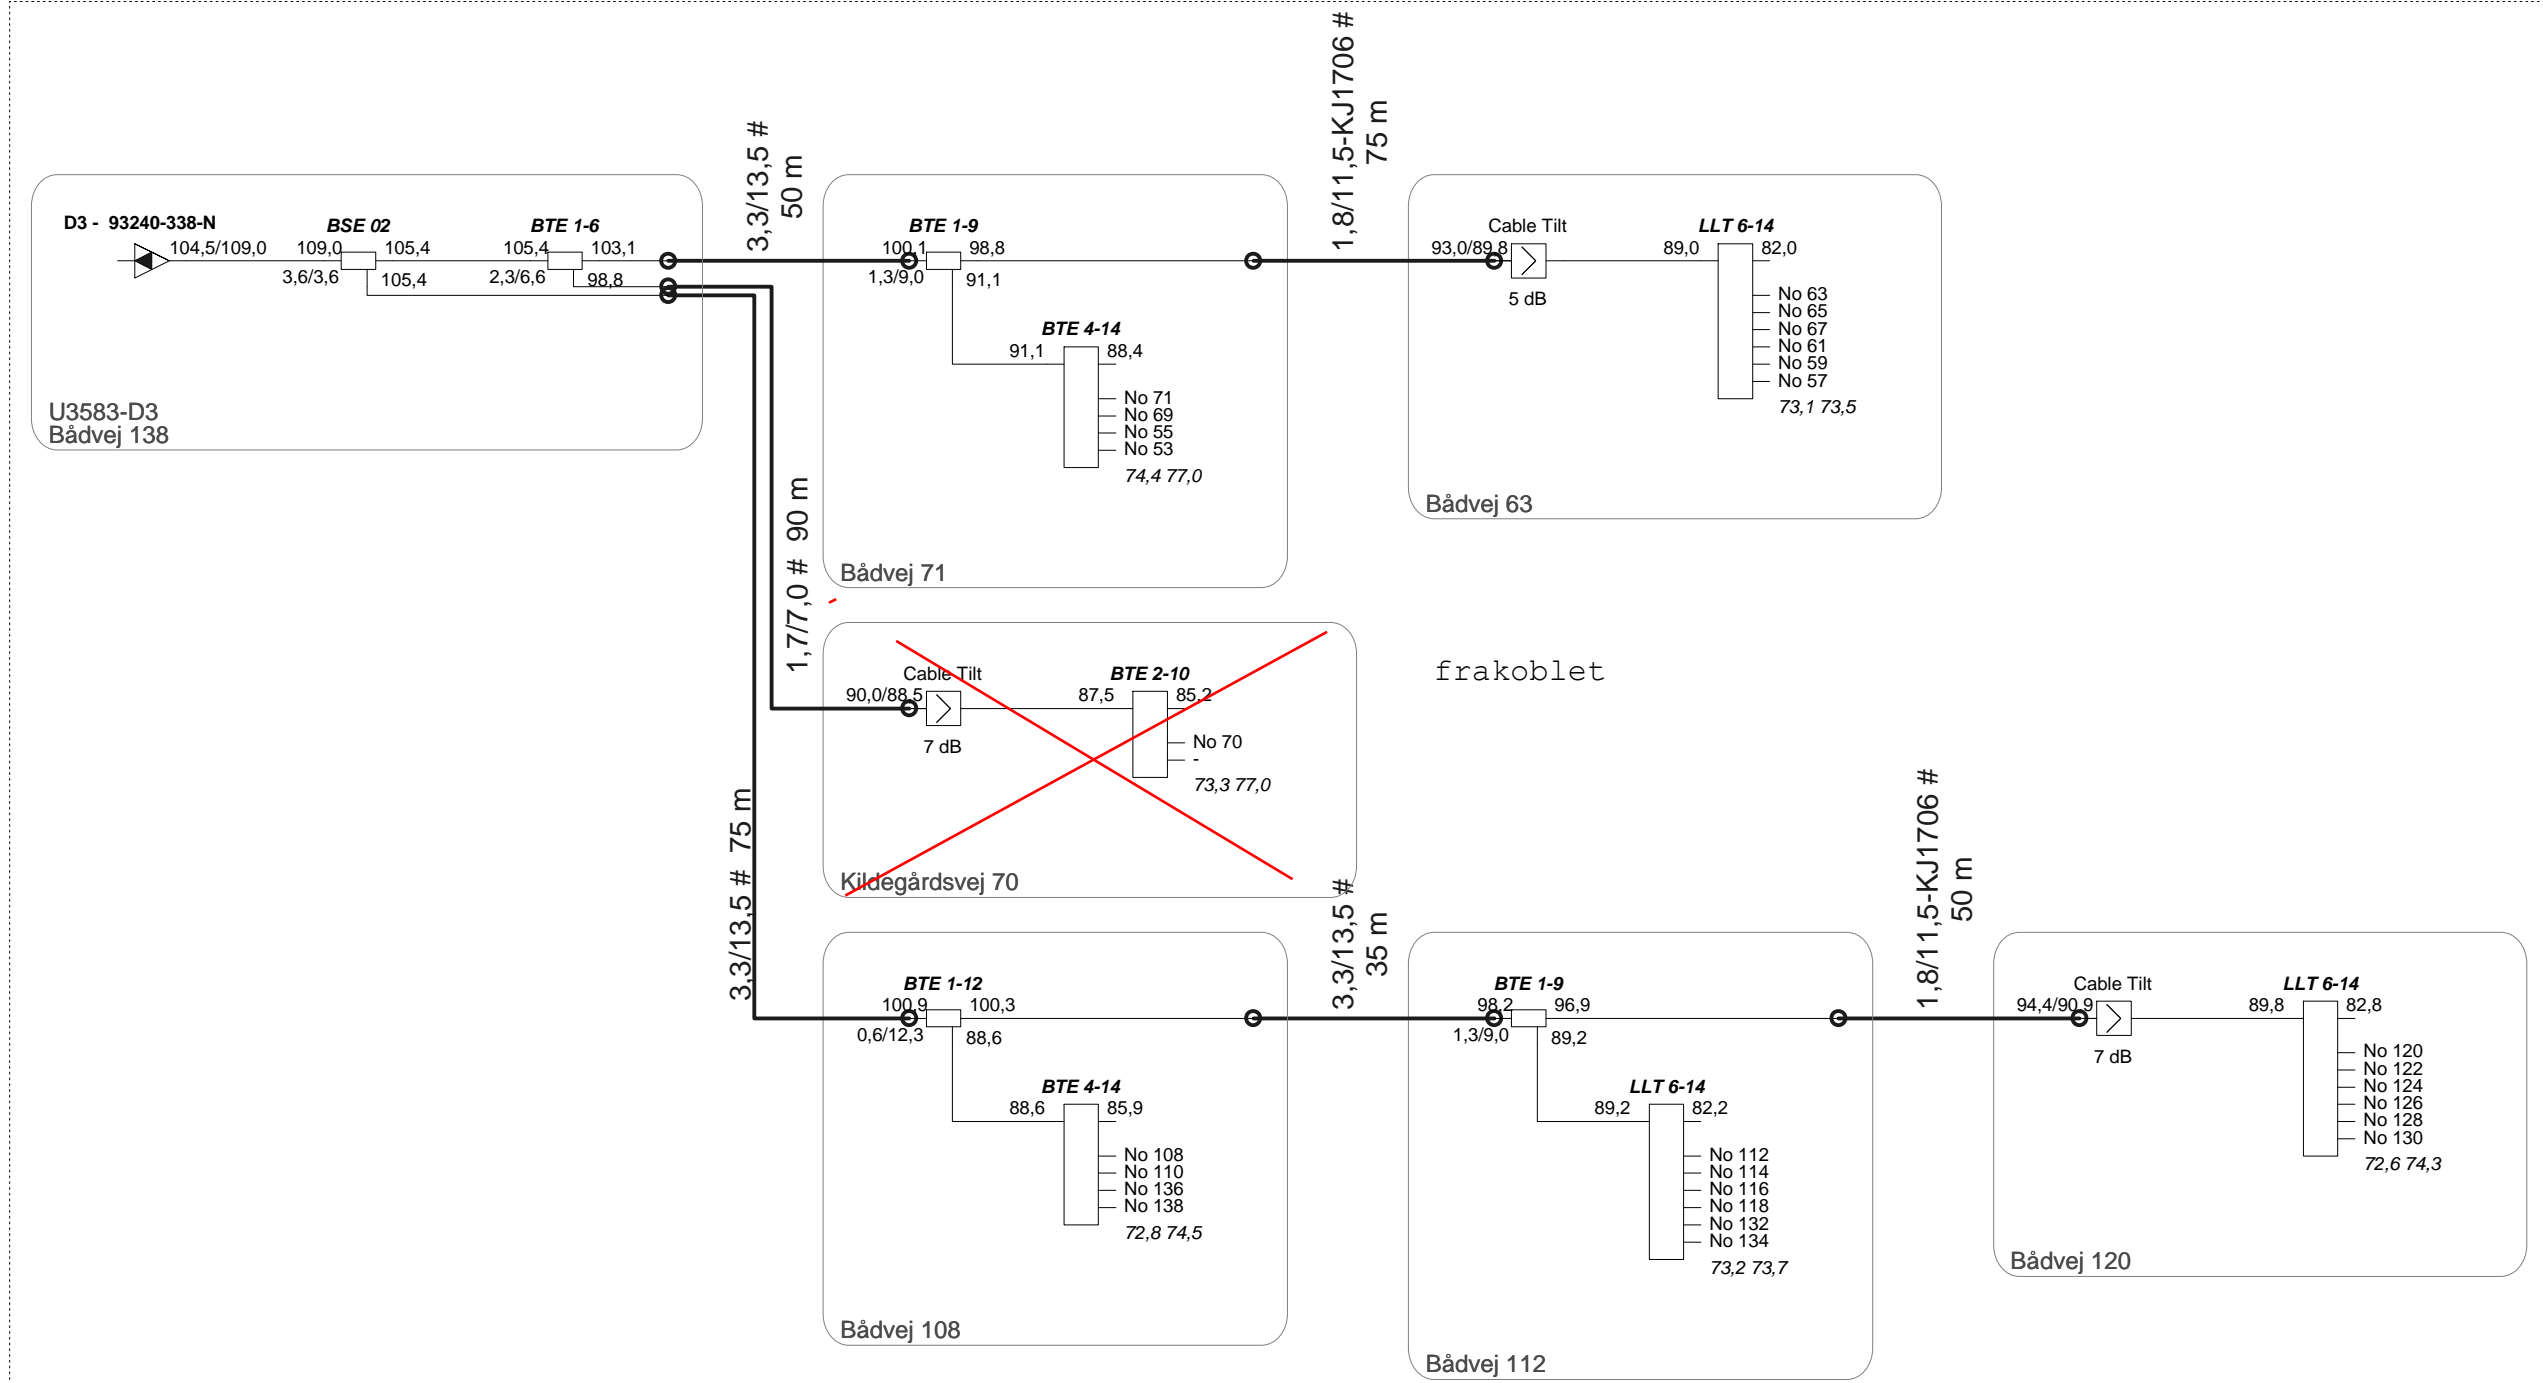 D3 - 93240-338-N
104,5/109,0
BSE 02
109,0 105,4
3,6/3,6 105,4
BTE 1-6
105,4 103,1
2,3/6,6 98,8
U3583-D3
Bådvej 138
3,3/13,5 #
50 m
BTE 1-9
100,1 98,8
1,3/9,0 91,1
BTE 4-14
91,1 88,4
No 71
No 69
No 55
No 53
74,4 77,0
Bådvej 71
1,8/11,5-KJ1706 #
75 m
Cable Tilt
93,0/89,8
5 dB
LLT 6-14
89,0 82,0
No 63
No 65
No 67
No 61
No 59
No 57
73,1 73,5
Bådvej 63
1,7/7,0 # 90 m
Cable Tilt
90,0/88,5
7 dB
BTE 2-10
87,5 85,2
No 70
-
73,3 77,0
Kildegårdsvej 70
frakoblet
3,3/13,5 # 75 m
BTE 1-12
100,9 100,3
0,6/12,3 88,6
BTE 4-14
88,6 85,9
No 108
No 110
No 136
No 138
72,8 74,5
Bådvej 108
3,3/13,5 #
35 m
BTE 1-9
98,2 96,9
1,3/9,0 89,2
LLT 6-14
89,2 82,2
No 112
No 114
No 116
No 118
No 132
No 134
73,2 73,7
Bådvej 112
1,8/11,5-KJ1706 #
50 m
Cable Tilt
94,4/90,9
7 dB
LLT 6-14
89,8 82,8
No 120
No 122
No 124
No 126
No 128
No 130
72,6 74,3
Bådvej 120